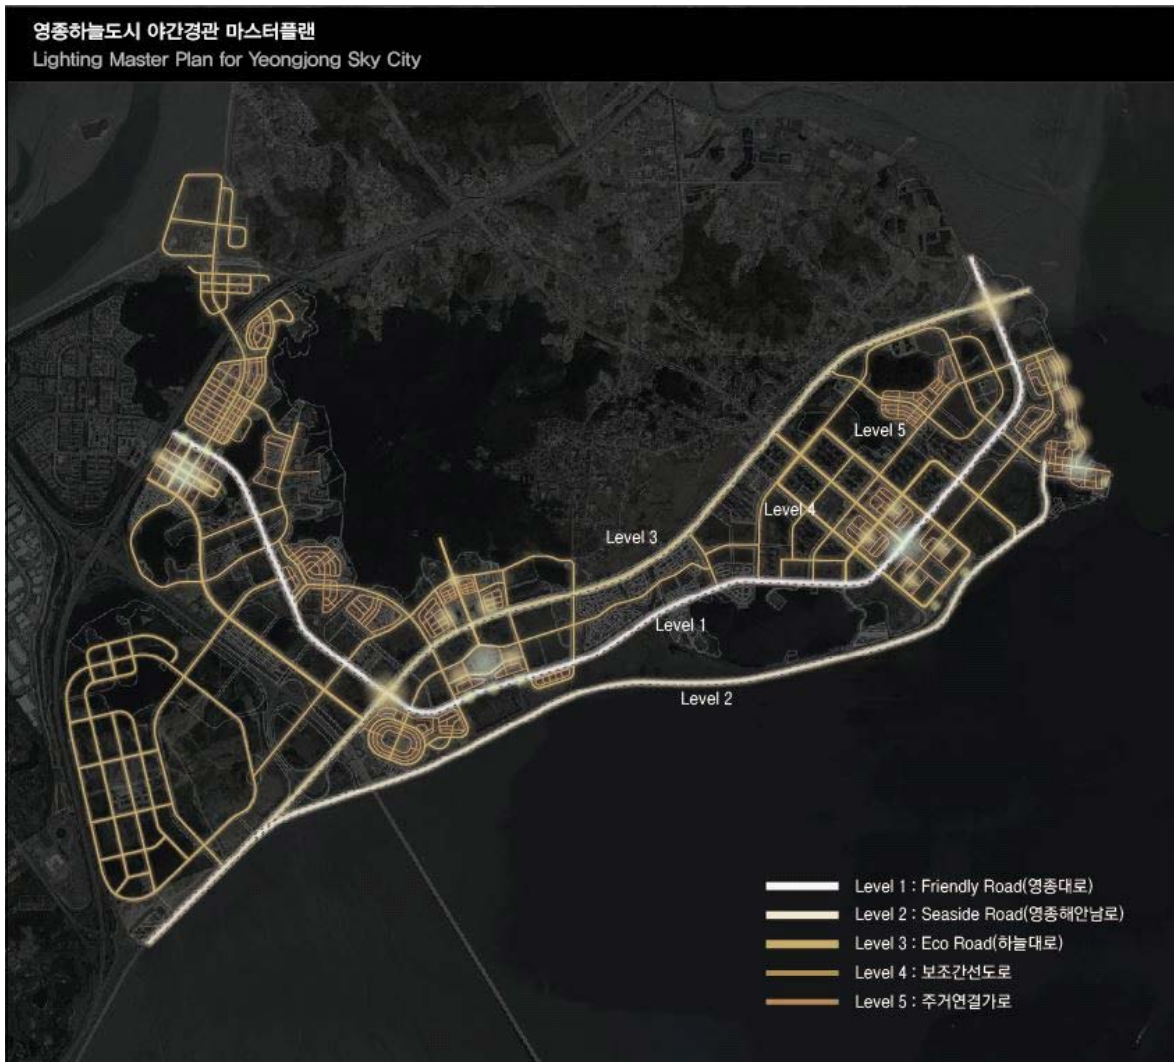 영종하늘도시 야간경관 마스터플랜
Lighting Master Plan for Yeongjong Sky City
Level 5
Level 4
Level 3
Level 1
Level 2
Level 1 : Friendly Road(영종대로)
Level 2 : Seaside Road(영종해안남로)
Level 3 : Eco Road(하늘대로)
Level 4 : 보조간선도로
Level 5 : 주거연결가로